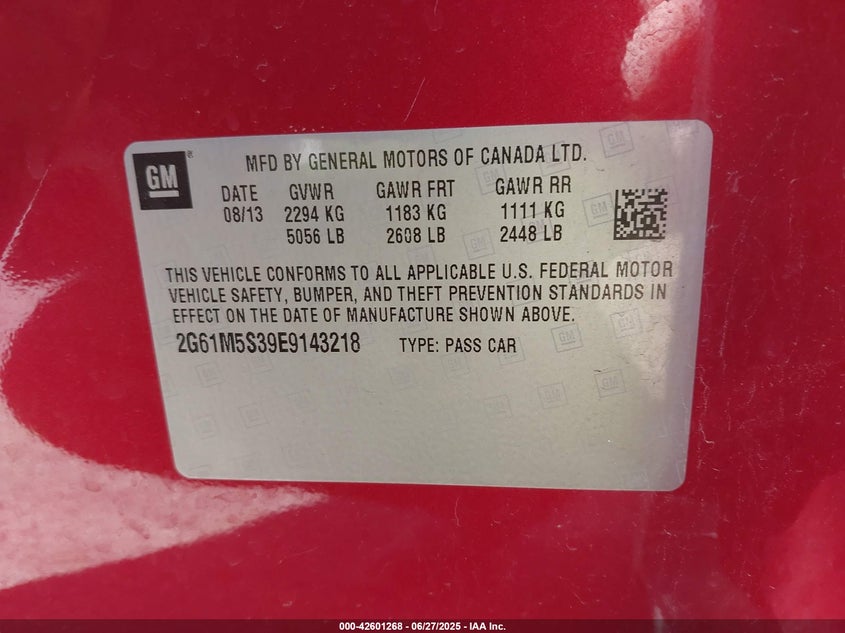 GM ®
MFD BY GENERAL MOTORS OF CANADA LTD.
DATE GVWR GAWR FRT GAWR RR
08/13 2294 KG 1183 KG 1111 KG
5056 LB 2608 LB 2448 LB
THIS VEHICLE CONFORMS TO ALL APPLICABLE U.S. FEDERAL MOTOR
VEHICLE SAFETY, BUMPER, AND THEFT PREVENTION STANDARDS IN
EFFECT ON THE DATE OF MANUFACTURE SHOWN ABOVE.
2G61M5S39E9143218 TYPE: PASS CAR
000-42601268 - 06/27/2025 - IAA Inc.